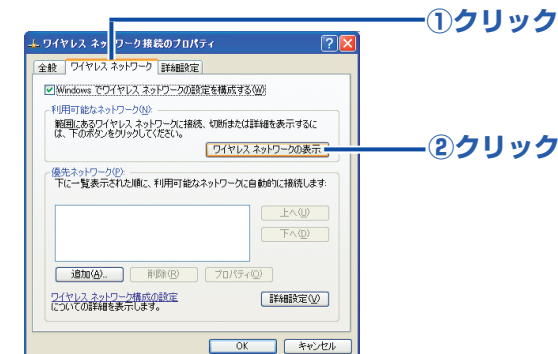 ①クリック
ワイヤレス ネットワーク接続のプロパティ
全般 ワイヤレス ネットワーク 詳細設定
Windows でワイヤレス ネットワークの設定を構成する(W)
利用可能なネットワーク(N):
範囲にあるワイヤレス ネットワークに接続、切断または詳細を表示するに
は、下のボタンをクリックしてください。
ワイヤレス ネットワークの表示
②クリック
優先ネットワーク(P):
下に一覧表示された順に、利用可能なネットワークに自動的に接続します:
上へ(U)
下へ(D)
追加(A)... 削除(R) プロパティ(O)
ワイヤレス ネットワーク構成の設定
についての詳細を表示します。
詳細設定(V)
OK キャンセル